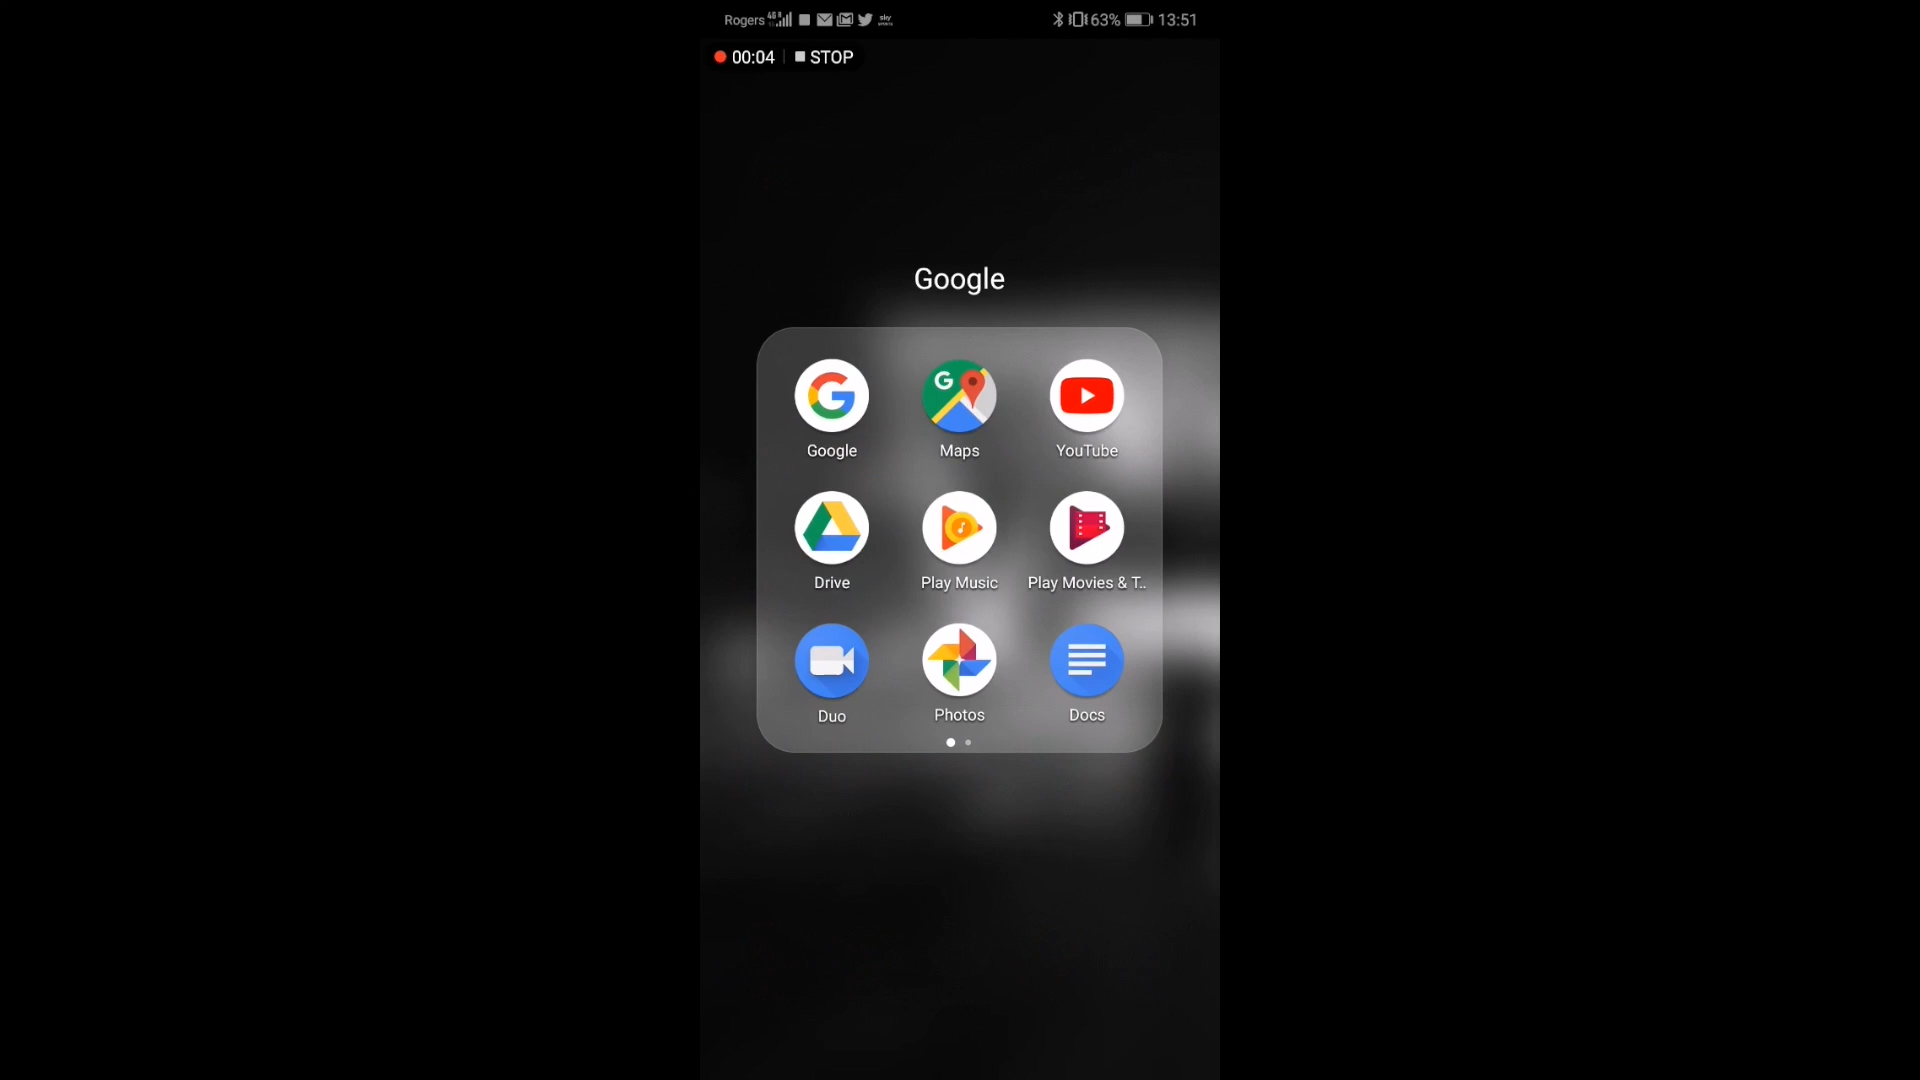 Rogers 4G 63% 13:51
00:04 STOP
Google
Google Maps YouTube
Drive Play Music Play Movies & T..
Duo Photos Docs